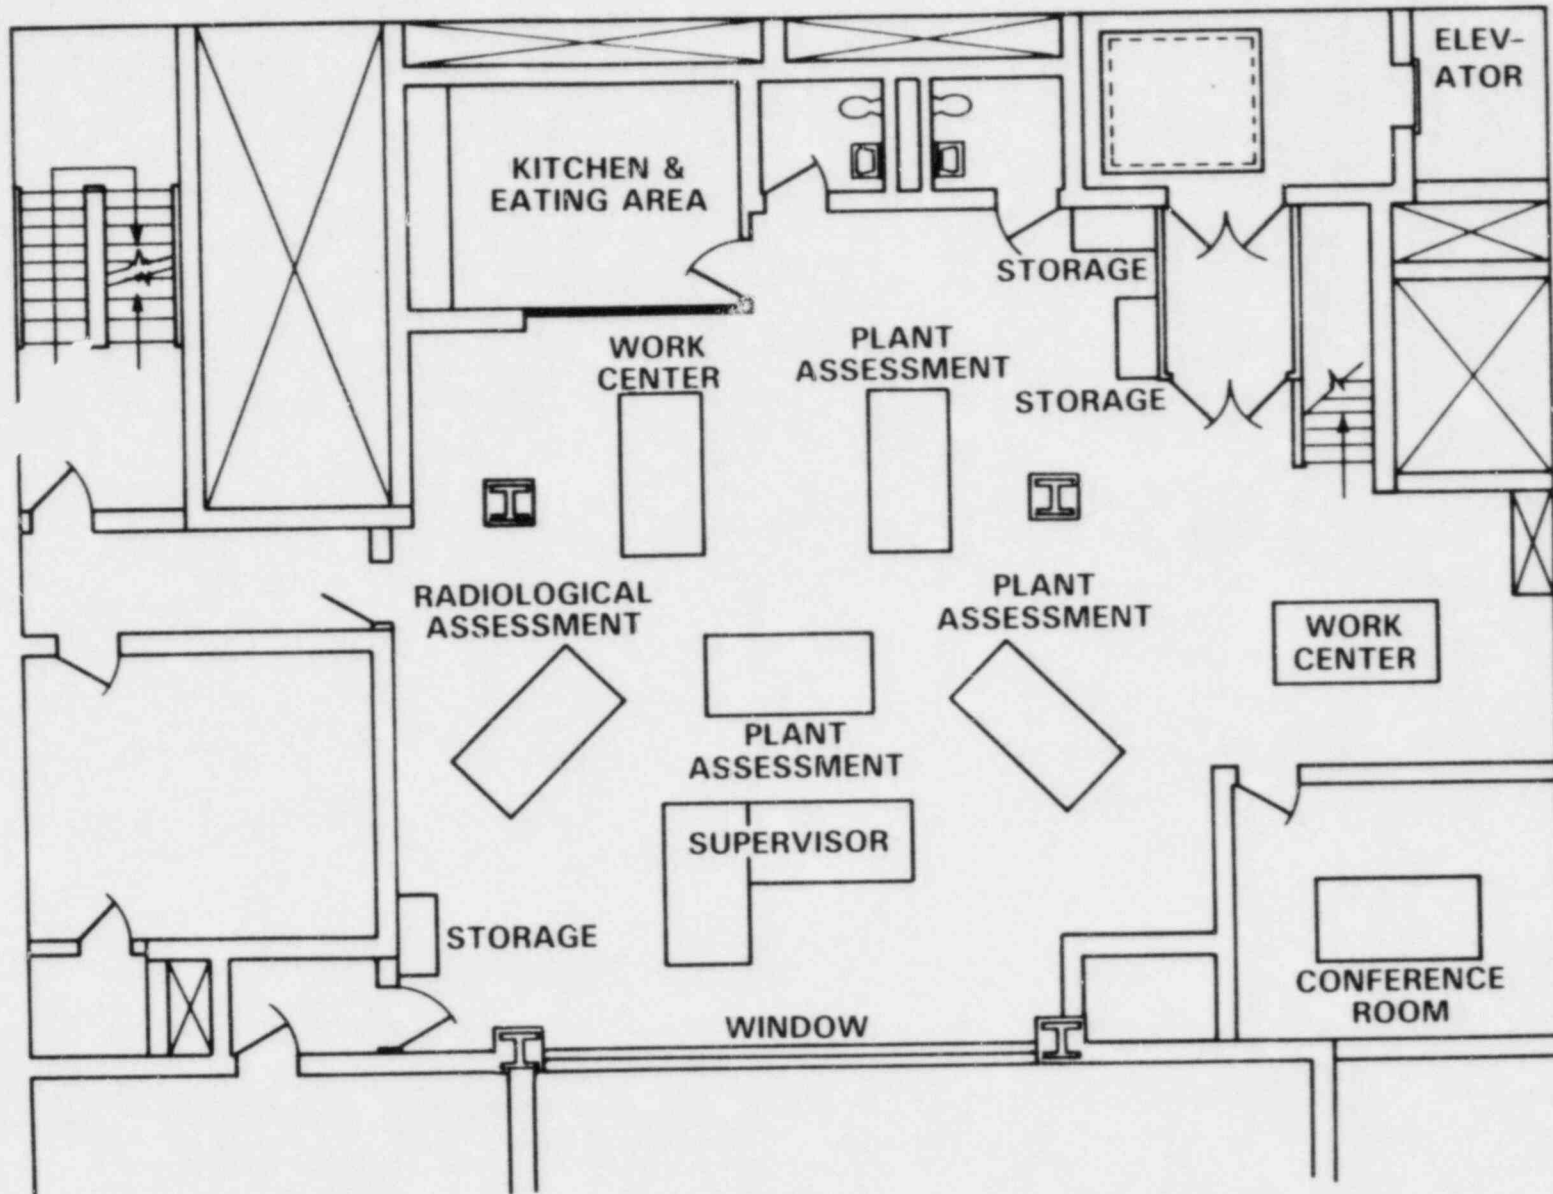 ELEV-
ATOR
KITCHEN &
EATING AREA
STORAGE
WORK
CENTER
PLANT
ASSESSMENT
STORAGE
RADIOLOGICAL
ASSESSMENT
PLANT
ASSESSMENT
WORK
CENTER
PLANT
ASSESSMENT
SUPERVISOR
STORAGE
CONFERENCE
ROOM
WINDOW